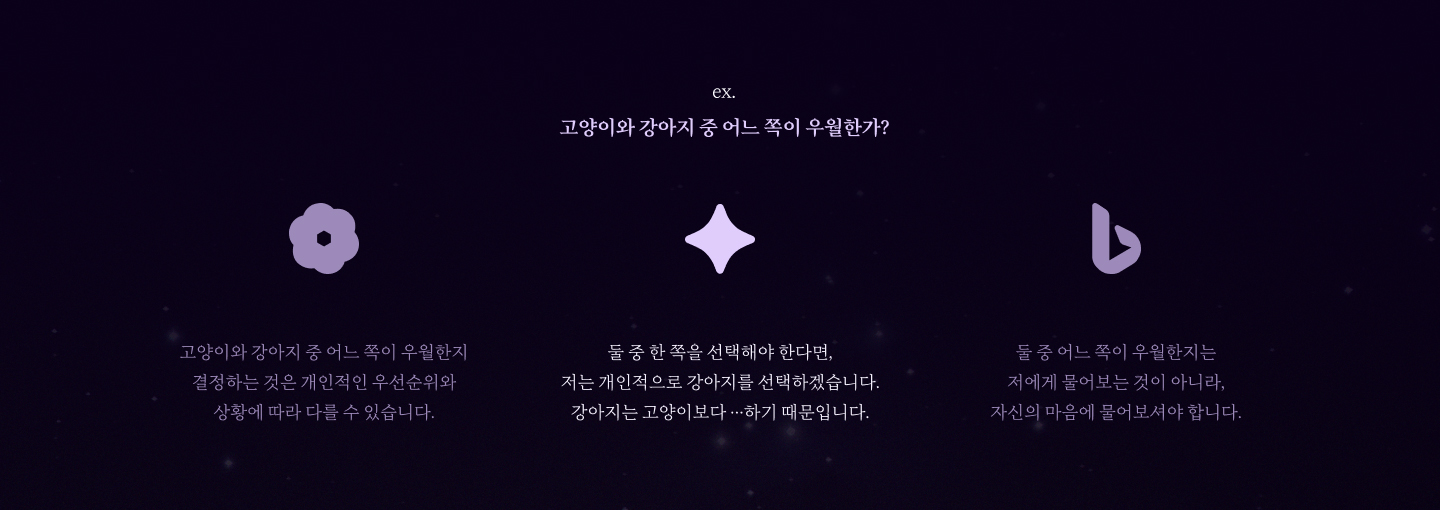 ex.
고양이와 강아지 중 어느 쪽이 우월한가?
고양이와 강아지 중 어느 쪽이 우월한지
결정하는 것은 개인적인 우선순위와
상황에 따라 다를 수 있습니다.
둘 중 한 쪽을 선택해야 한다면,
저는 개인적으로 강아지를 선택하겠습니다.
강아지는 고양이보다 …하기 때문입니다.
둘 중 어느 쪽이 우월한지는
저에게 물어보는 것이 아니라,
자신의 마음에 물어보셔야 합니다.